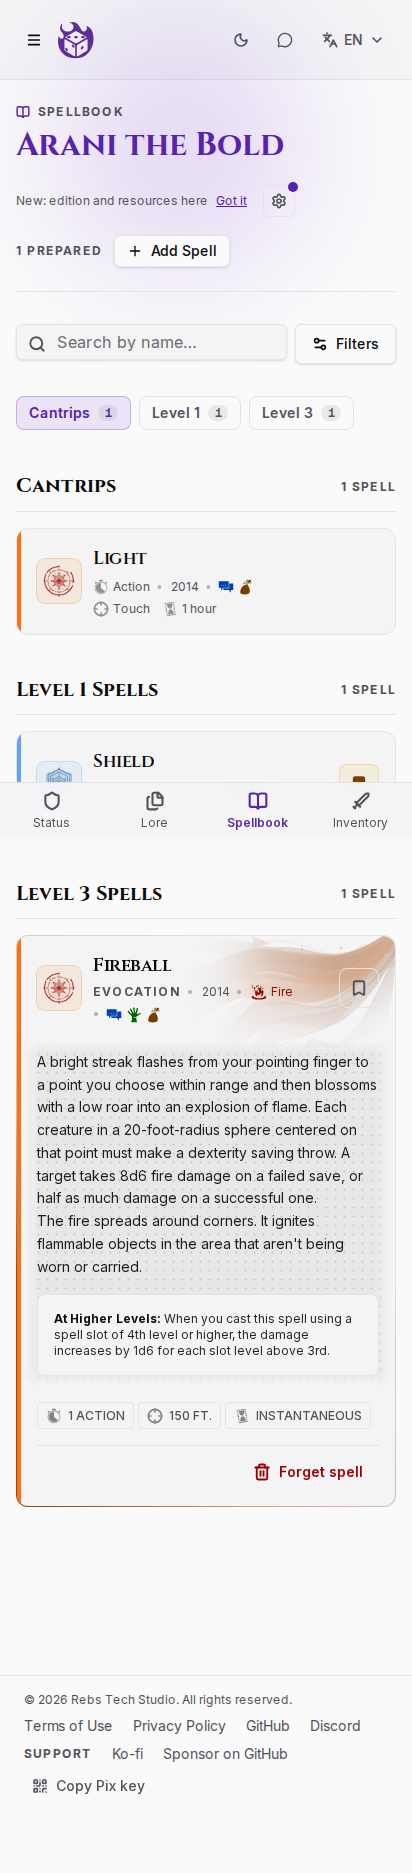 EN
SPELLBOOK
Arani the Bold
New: edition and resources here Got it
1 PREPARED
Add Spell
Search by name...
Filters
Cantrips 1
Level 1 1
Level 3 1
Cantrips
1 SPELL
Light
Action • 2014 •
Touch 1 hour
Level 1 Spells
1 SPELL
Shield
Status
Lore
Spellbook
Inventory
Level 3 Spells
1 SPELL
Fireball
EVOCATION • 2014 • Fire
•
A bright streak flashes from your pointing finger to
a point you choose within range and then blossoms
with a low roar into an explosion of flame. Each
creature in a 20-foot-radius sphere centered on
that point must make a dexterity saving throw. A
target takes 8d6 fire damage on a failed save, or
half as much damage on a successful one.
The fire spreads around corners. It ignites
flammable objects in the area that aren't being
worn or carried.
At Higher Levels: When you cast this spell using a
spell slot of 4th level or higher, the damage
increases by 1d6 for each slot level above 3rd.
1 ACTION
150 FT.
INSTANTANEOUS
Forget spell
© 2026 Rebs Tech Studio. All rights reserved.
Terms of Use Privacy Policy GitHub Discord
SUPPORT Ko-fi Sponsor on GitHub
Copy Pix key